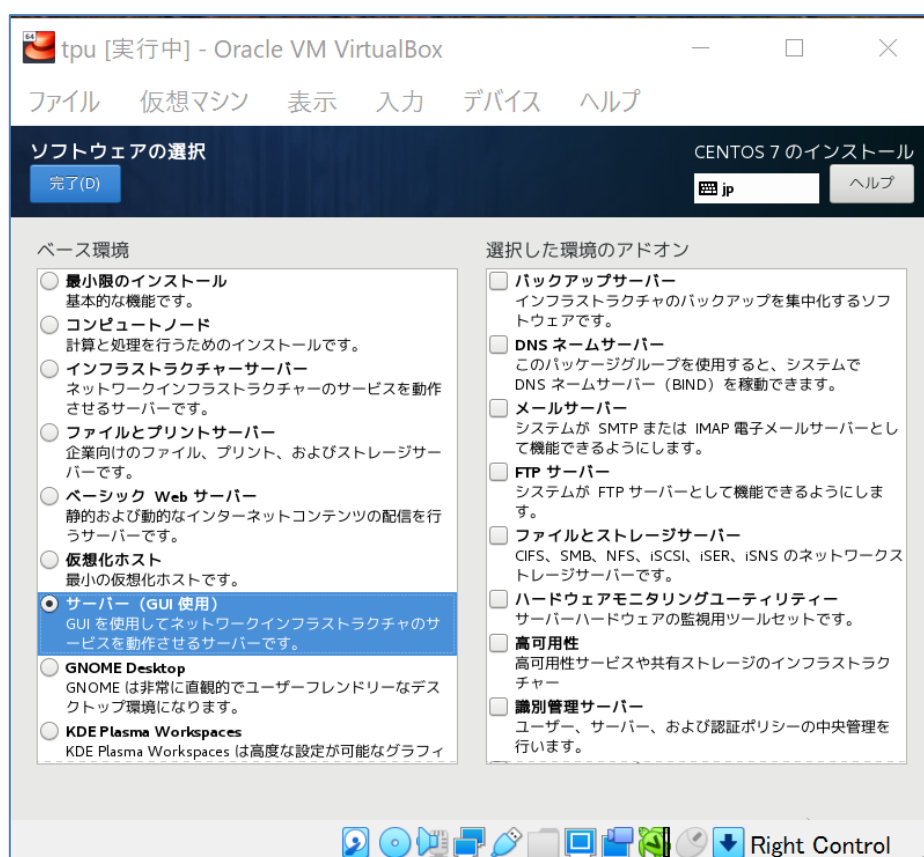 64
tpu [実行中] - Oracle VM VirtualBox
ファイル 仮想マシン 表示 入力 デバイス ヘルプ
ソフトウェアの選択
完了(D)
CENTOS 7 のインストール
jp
ヘルプ
ベース環境
最小限のインストール
基本的な機能です。
コンピュートノード
計算と処理を行うためのインストールです。
インフラストラクチャーサーバー
ネットワークインフラストラクチャーのサービスを動作
させるサーバーです。
ファイルとプリントサーバー
企業向けのファイル、プリント、およびストレージサー
バーです。
ベーシック Web サーバー
静的および動的なインターネットコンテンツの配信を行
うサーバーです。
仮想化ホスト
最小の仮想化ホストです。
サーバー（GUI 使用）
GUI を使用してネットワークインフラストラクチャのサ
ービスを動作させるサーバーです。
GNOME Desktop
GNOME は非常に直観的でユーザーフレンドリーなデス
クトップ環境になります。
KDE Plasma Workspaces
KDE Plasma Workspaces は高度な設定が可能なグラフィ
選択した環境のアドオン
バックアップサーバー
インフラストラクチャのバックアップを集中化するソフ
トウェアです。
DNS ネームサーバー
このパッケージグループを使用すると、システムで
DNS ネームサーバー（BIND）を稼動できます。
メールサーバー
システムが SMTP または IMAP 電子メールサーバーとし
て機能できるようにします。
FTP サーバー
システムが FTP サーバーとして機能できるようにしま
す。
ファイルとストレージサーバー
CIFS、SMB、NFS、iSCSI、iSER、iSNS のネットワークス
トレージサーバーです。
ハードウェアモニタリングユーティリティー
サーバーハードウェアの監視用ツールセットです。
高可用性
高可用性サービスや共有ストレージのインフラストラク
チャー
識別管理サーバー
ユーザー、サーバー、および認証ポリシーの中央管理を
行います。
Right Control